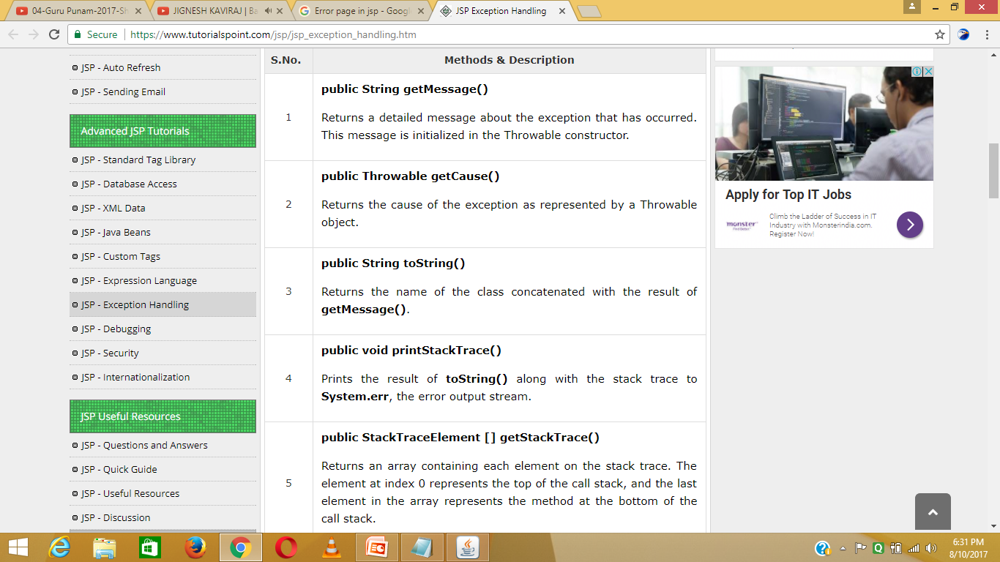 04-Guru Punam-2017-Sh
JIGNESH KAVIRAJ | Ba
Error page in jsp - Goog
JSP Exception Handling
Secure
https://www.tutorialspoint.com/jsp/jsp_exception_handling.htm
JSP - Auto Refresh
JSP - Sending Email
Advanced JSP Tutorials
JSP - Standard Tag Library
JSP - Database Access
JSP - XML Data
JSP - Java Beans
JSP - Custom Tags
JSP - Expression Language
JSP - Exception Handling
JSP - Debugging
JSP - Security
JSP - Internationalization
JSP Useful Resources
JSP - Questions and Answers
JSP - Quick Guide
JSP - Useful Resources
JSP - Discussion
S.No. Methods & Description
public String getMessage()
1
Returns a detailed message about the exception that has occurred.
This message is initialized in the Throwable constructor.
public Throwable getCause()
2
Returns the cause of the exception as represented by a Throwable
object.
public String toString()
3
Returns the name of the class concatenated with the result of
getMessage().
public void printStackTrace()
4
Prints the result of toString() along with the stack trace to
System.err, the error output stream.
public StackTraceElement [] getStackTrace()
5
Returns an array containing each element on the stack trace. The
element at index 0 represents the top of the call stack, and the last
element in the array represents the method at the bottom of the
call stack.
Apply for Top IT Jobs
monster
Climb the Ladder of Success in IT
Industry with Monsterindia.com.
Register Now!
6:31 PM
8/10/2017